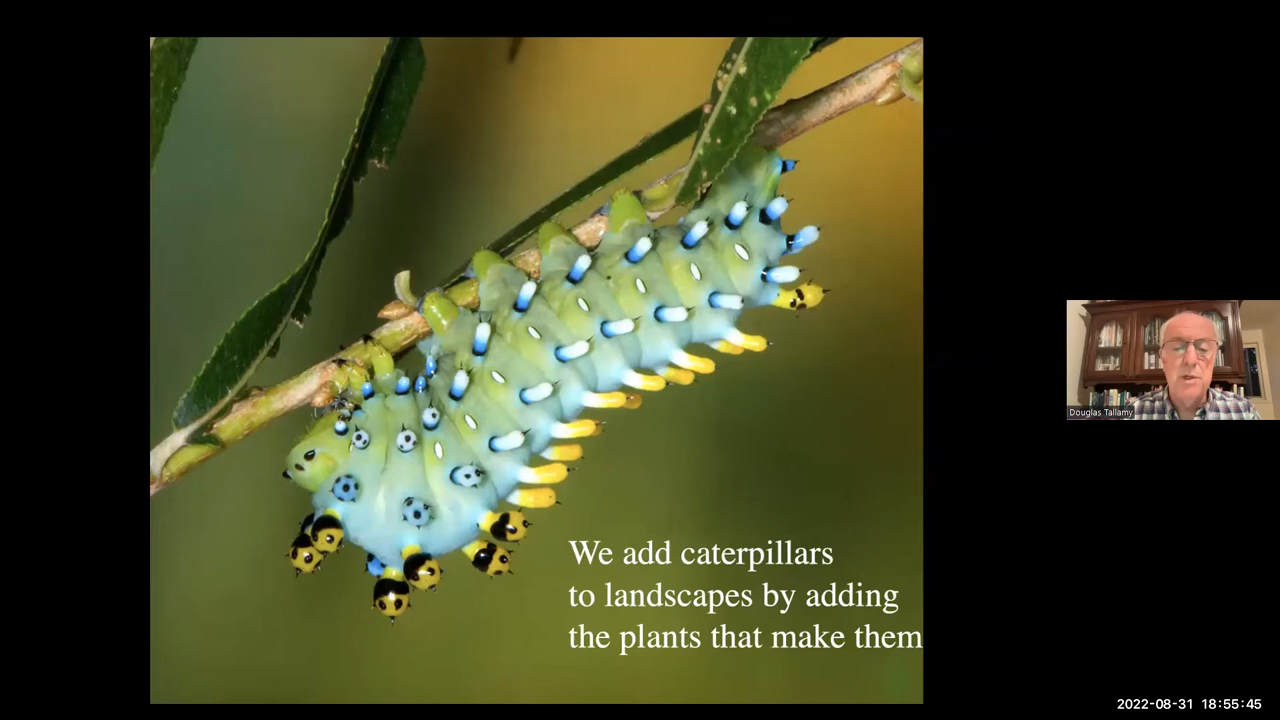 We add caterpillars
to landscapes by adding
the plants that make them
Douglas Tallamy
2022-08-31 18:55:45